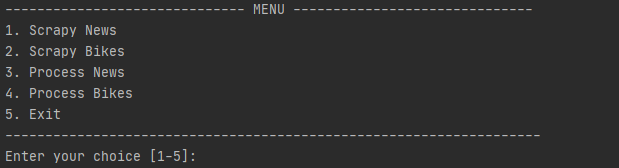 ------------------------------ MENU ------------------------------
1. Scrapy News
2. Scrapy Bikes
3. Process News
4. Process Bikes
5. Exit
-------------------------------------------------------------------
Enter your choice [1-5]: